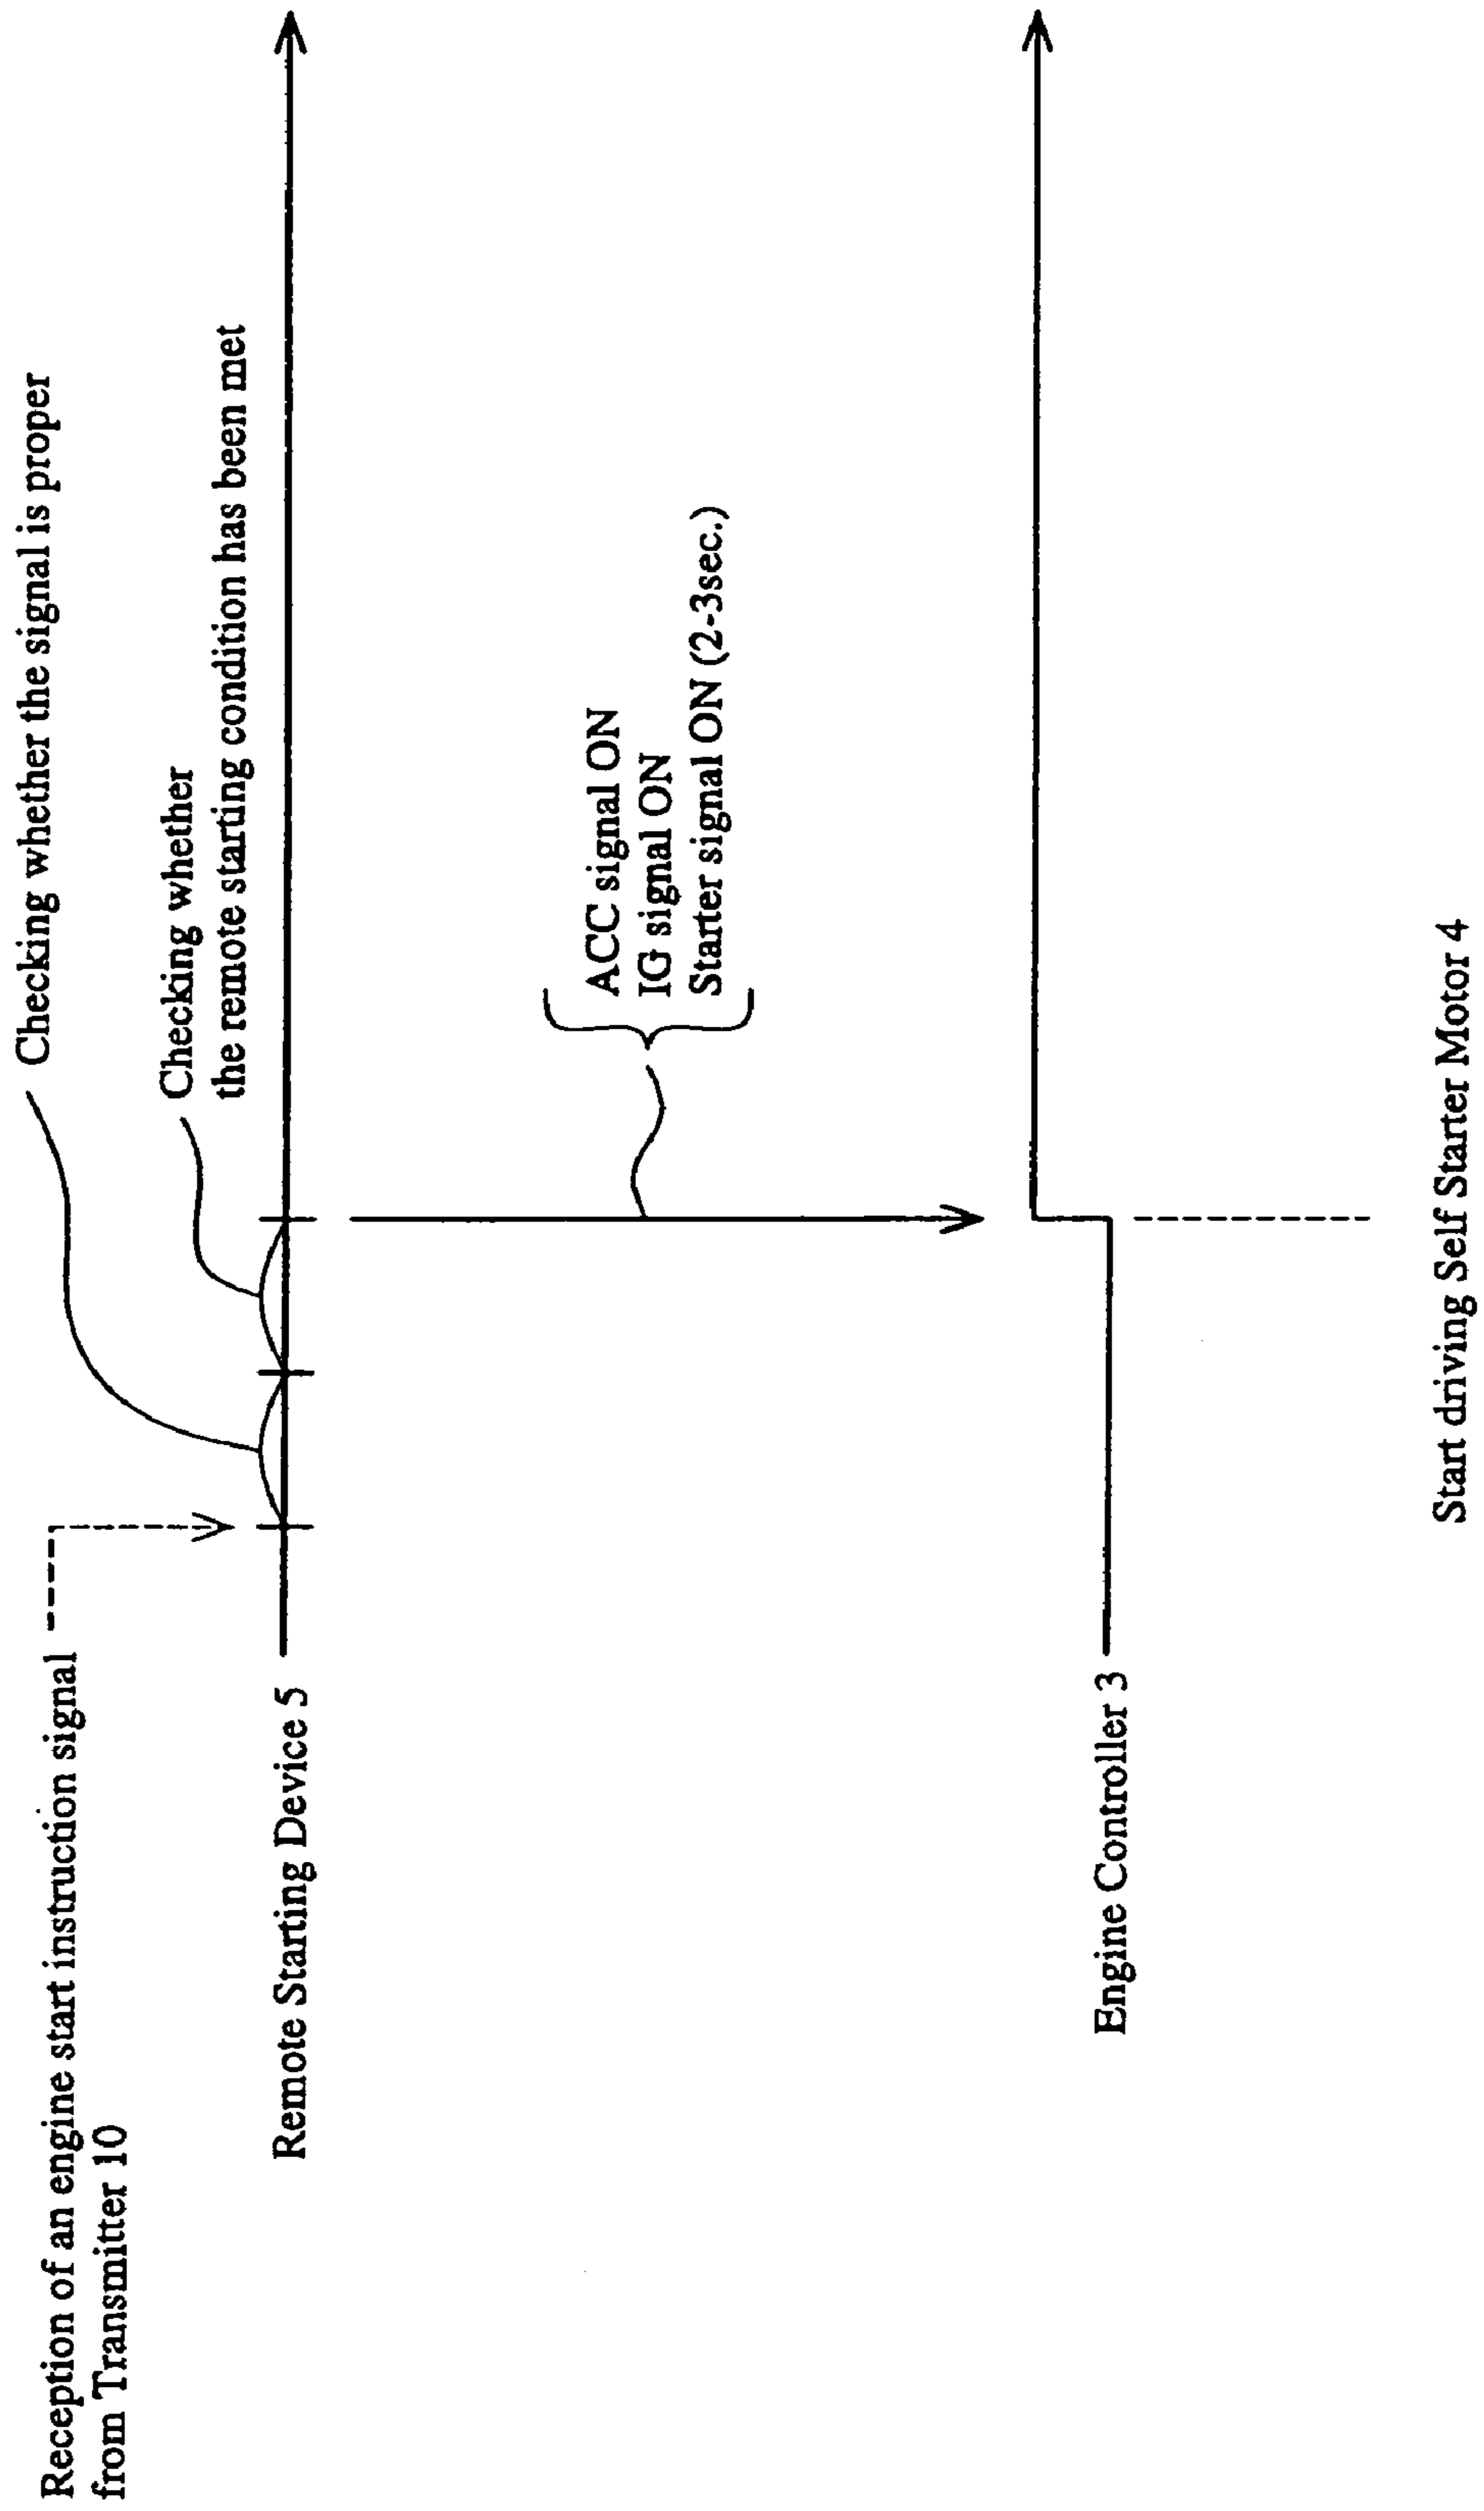 Reception of an engine start instruction signal
from Transmitter 10
Checking whether the signal is proper
Checking whether
the remote starting condition has been met
Remote Starting Device 5
ACC signal ON
IG signal ON
Starter signal ON (2-3sec.)
Engine Controller 3
Start driving Self Starter Motor 4